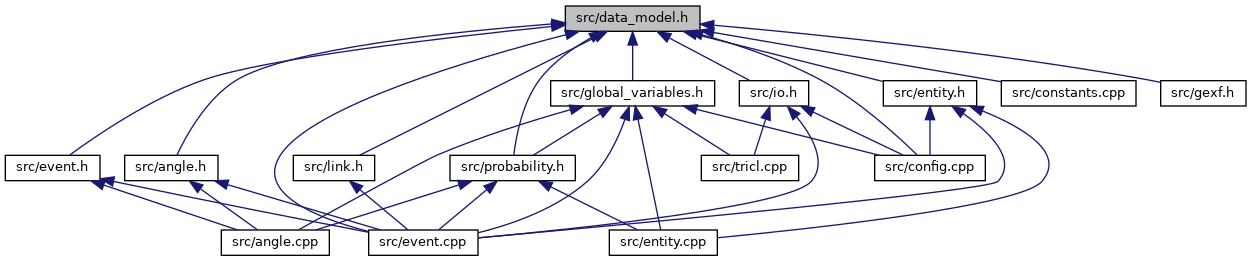 src/data_model.h
src/global_variables.h
src/io.h
src/entity.h
src/constants.cpp
src/gexf.h
src/event.h
src/angle.h
src/link.h
src/probability.h
src/tricl.cpp
src/config.cpp
src/angle.cpp
src/event.cpp
src/entity.cpp